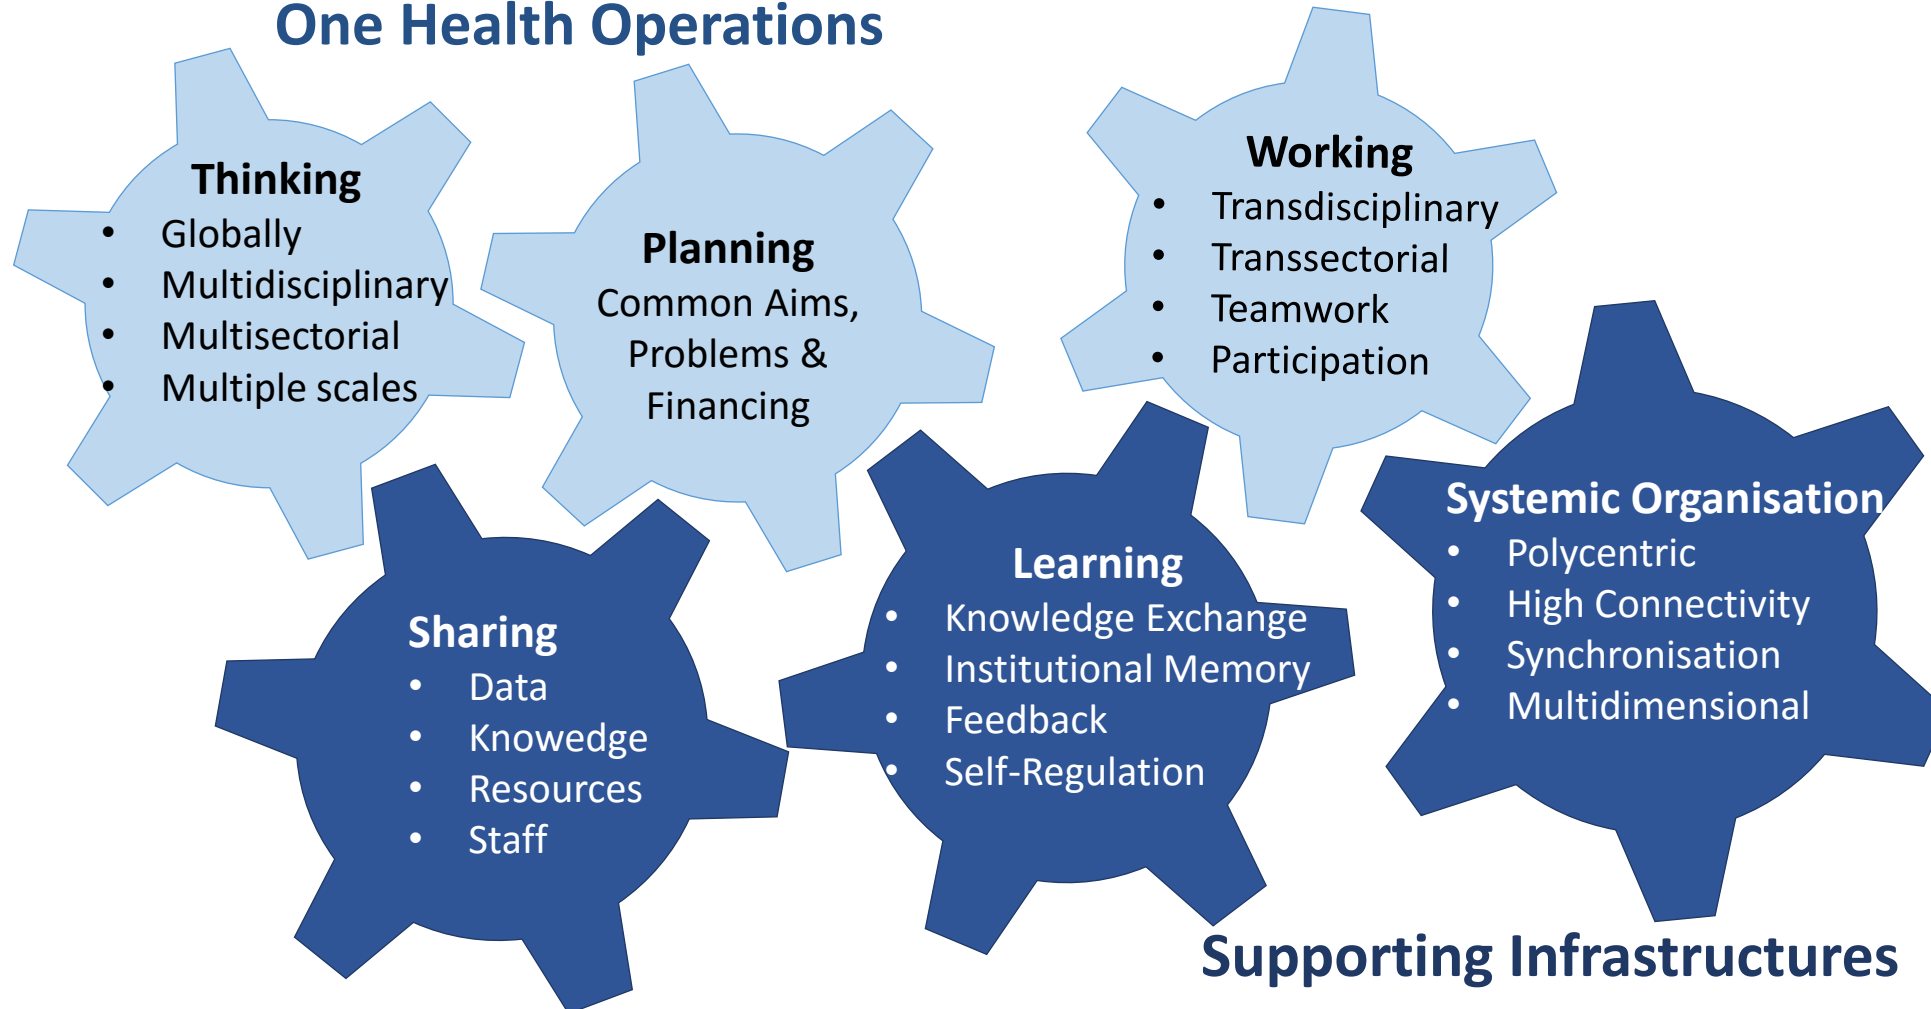 One Health Operations
Thinking
• Globally
• Multidisciplinary
• Multisectorial
• Multiple scales
Planning
Common Aims,
Problems &
Financing
Working
• Transdisciplinary
• Transsectorial
• Teamwork
• Participation
Sharing
• Data
• Knowedge
• Resources
• Staff
Learning
• Knowledge Exchange
• Institutional Memory
• Feedback
• Self-Regulation
Systemic Organisation
• Polycentric
• High Connectivity
• Synchronisation
• Multidimensional
Supporting Infrastructures